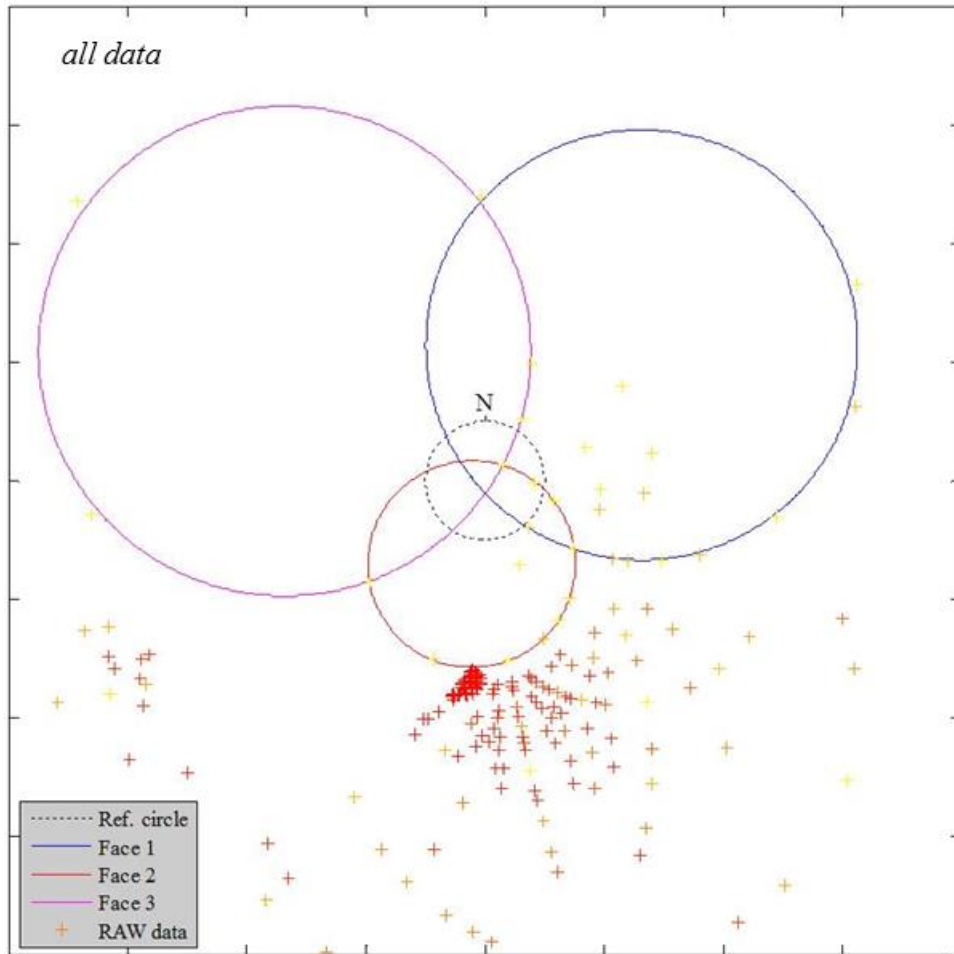 all data
N
Ref. circle
Face 1
Face 2
Face 3
RAW data